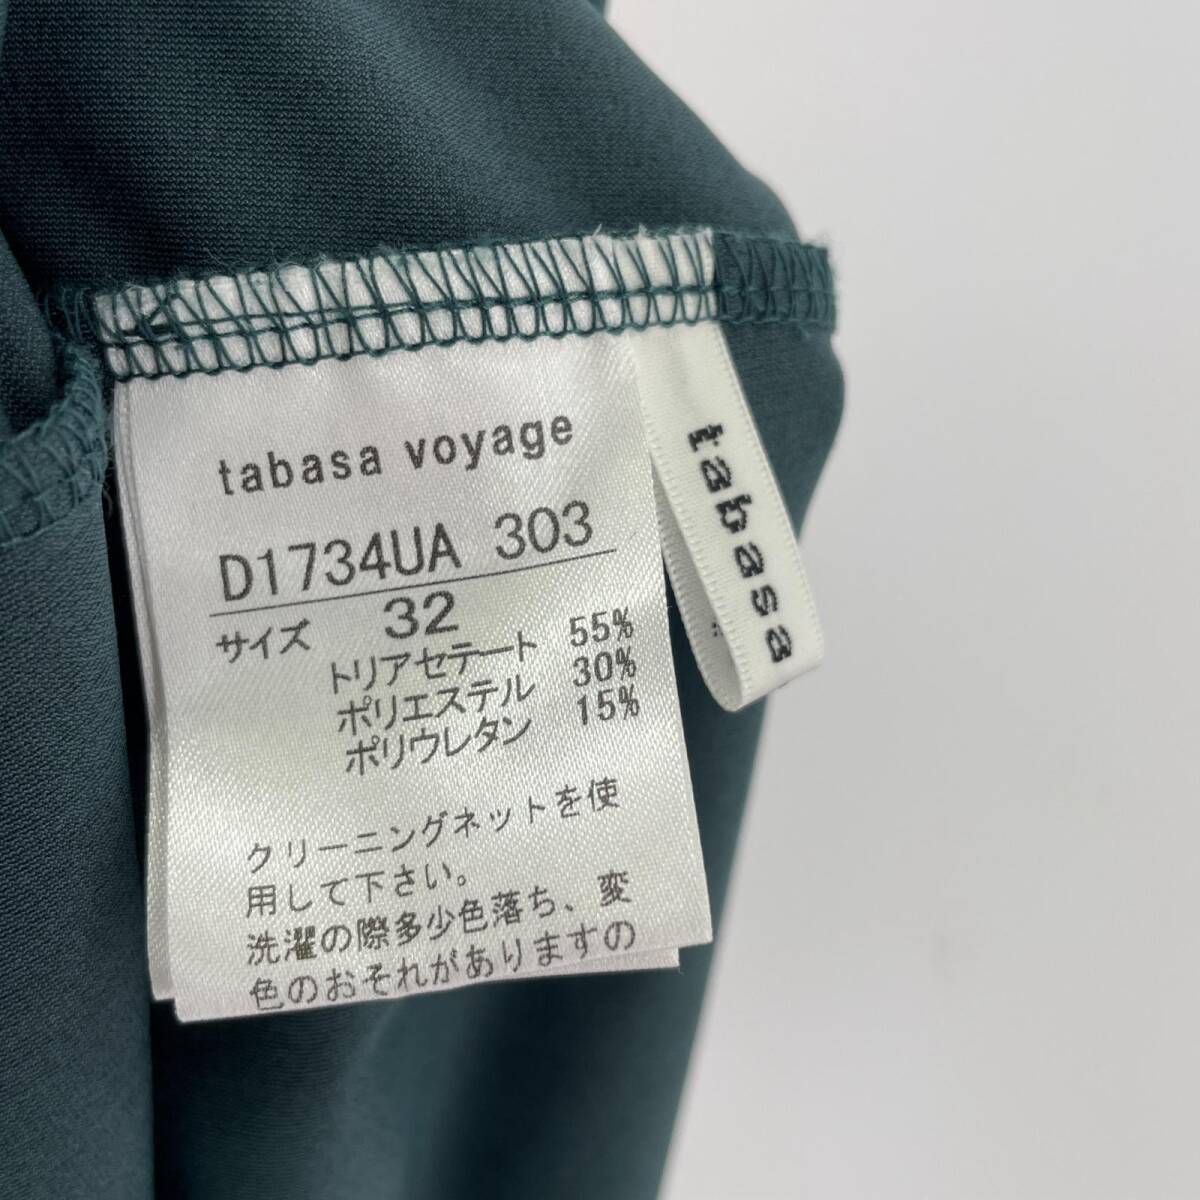 tabasa voyage
D1734UA 303
サイズ 32
トリアセテート 55%
ポリエステル 30%
ポリウレタン 15%
クリーニングネットを使
用して下さい。
洗濯の際多少色落ち、変
色のおそれがありますの
tabasa